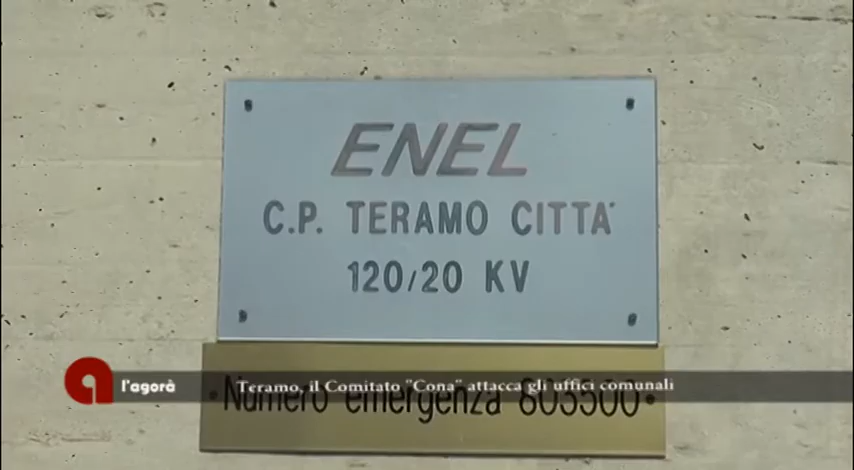 ENEL
C.P. TERAMO CITTA'
120/20 KV
l'agorà
Teramo, il Comitato "Cona" attacca gli uffici comunali
Numero emergenza 803500